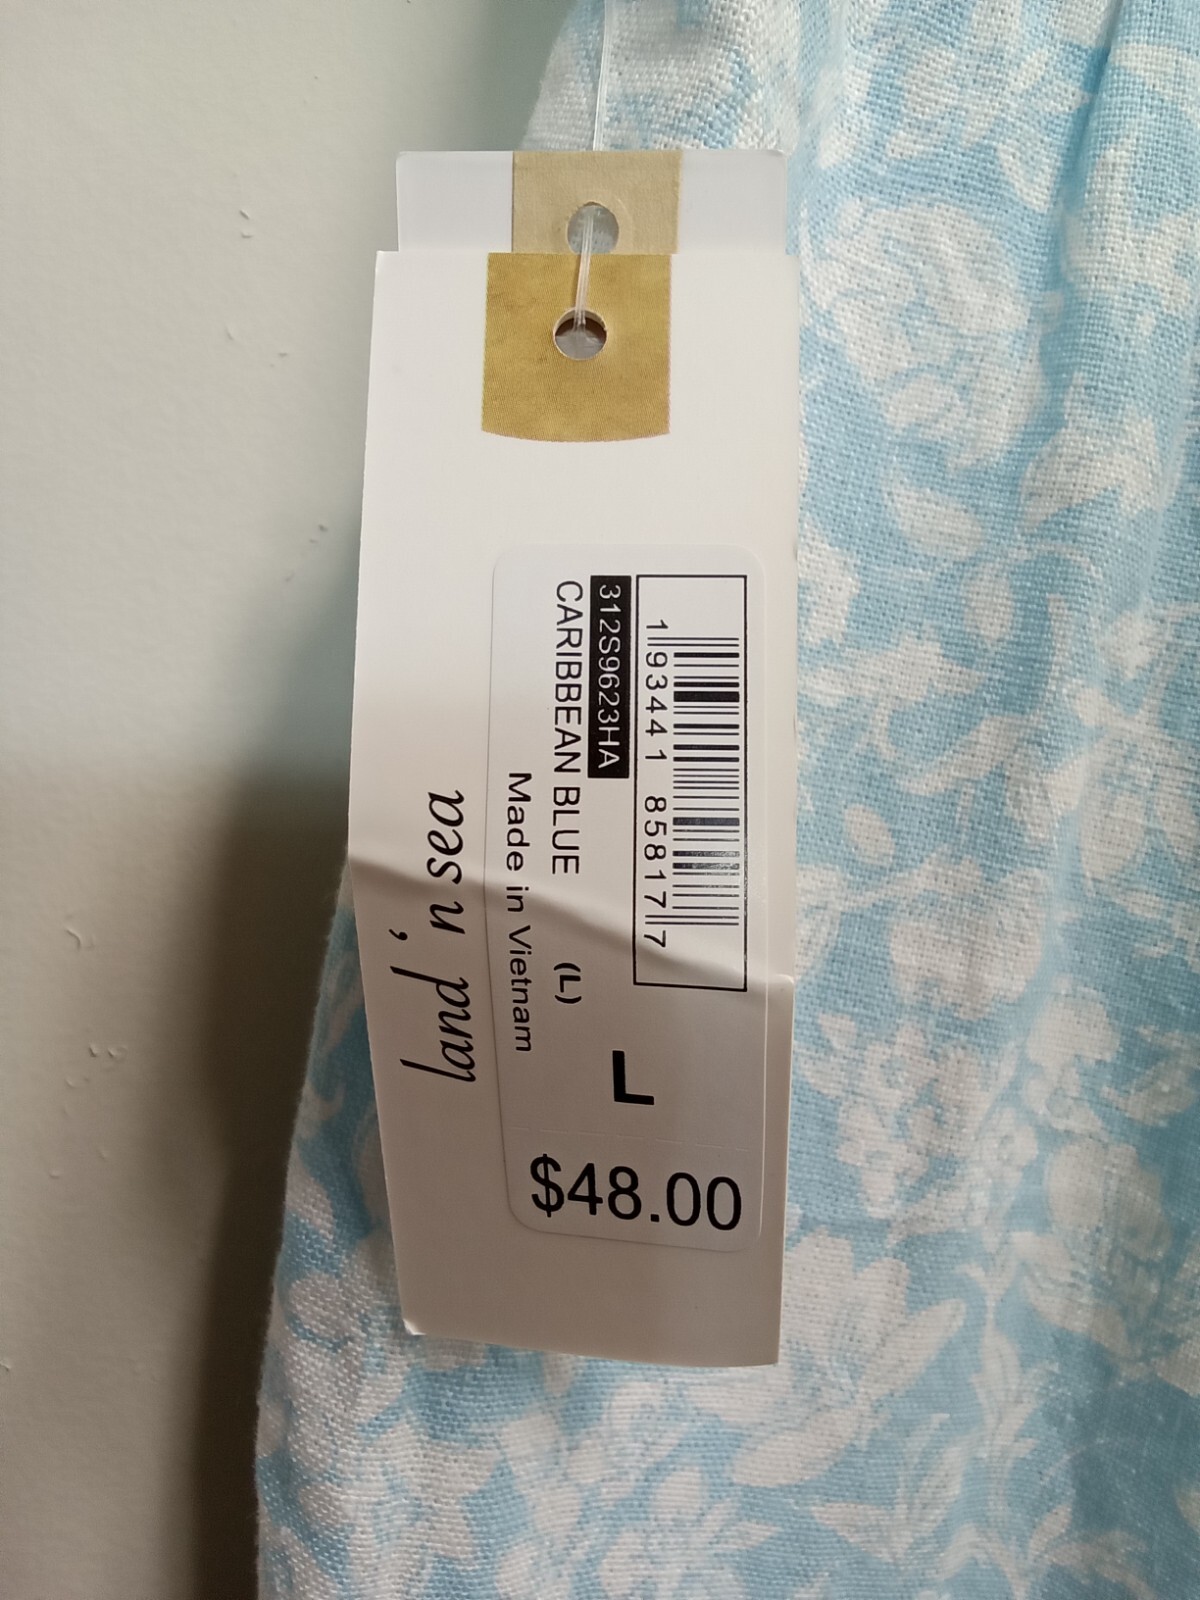 1 93441 85817 7
312S9623HA
CARIBBEAN BLUE (L)
Made in Vietnam
L
$48.00
land, n sea